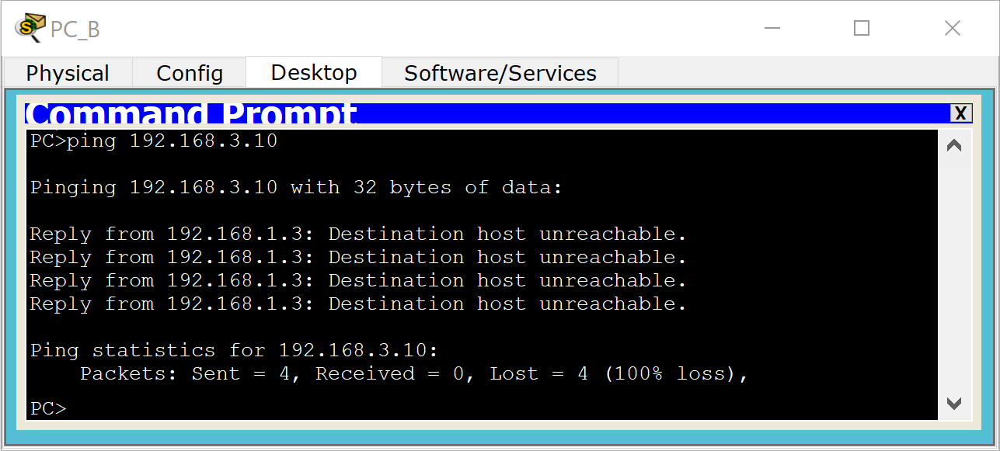 PC_B
Physical Config Desktop Software/Services
Command Prompt X
PC>ping 192.168.3.10
Pinging 192.168.3.10 with 32 bytes of data:
Reply from 192.168.1.3: Destination host unreachable.
Reply from 192.168.1.3: Destination host unreachable.
Reply from 192.168.1.3: Destination host unreachable.
Reply from 192.168.1.3: Destination host unreachable.
Ping statistics for 192.168.3.10:
Packets: Sent = 4, Received = 0, Lost = 4 (100% loss),
PC>